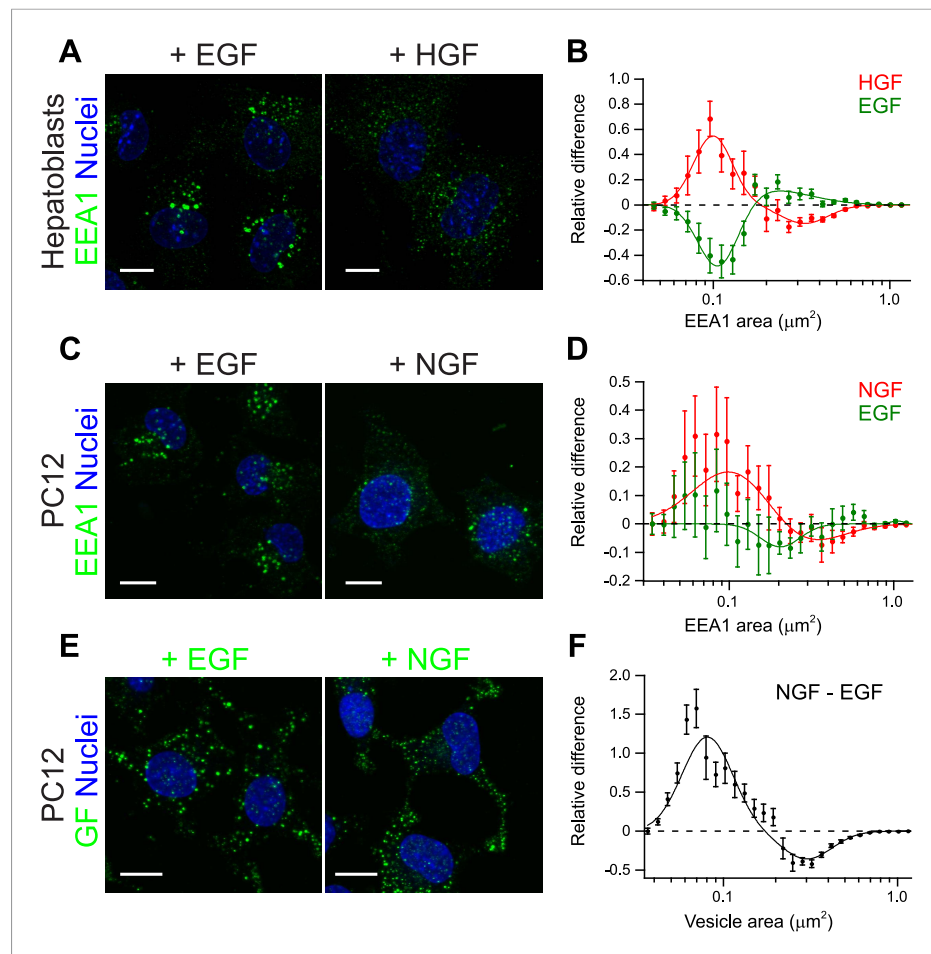 A
+ EGF
+ HGF
Hepatoblasts
EEA1 Nuclei
B
HGF
EGF
Relative difference
1.0
0.8
0.6
0.4
0.2
0
-0.2
-0.4
-0.6
0.1
1.0
EEA1 area (μm²)
C
+ EGF
+ NGF
PC12
EEA1 Nuclei
D
NGF
EGF
Relative difference
0.5
0.4
0.3
0.2
0.1
0
-0.1
-0.2
0.1
1.0
EEA1 area (μm²)
E
+ EGF
+ NGF
PC12
GF Nuclei
F
NGF - EGF
Relative difference
2.0
1.5
1.0
0.5
0
-0.5
0.1
1.0
Vesicle area (μm²)